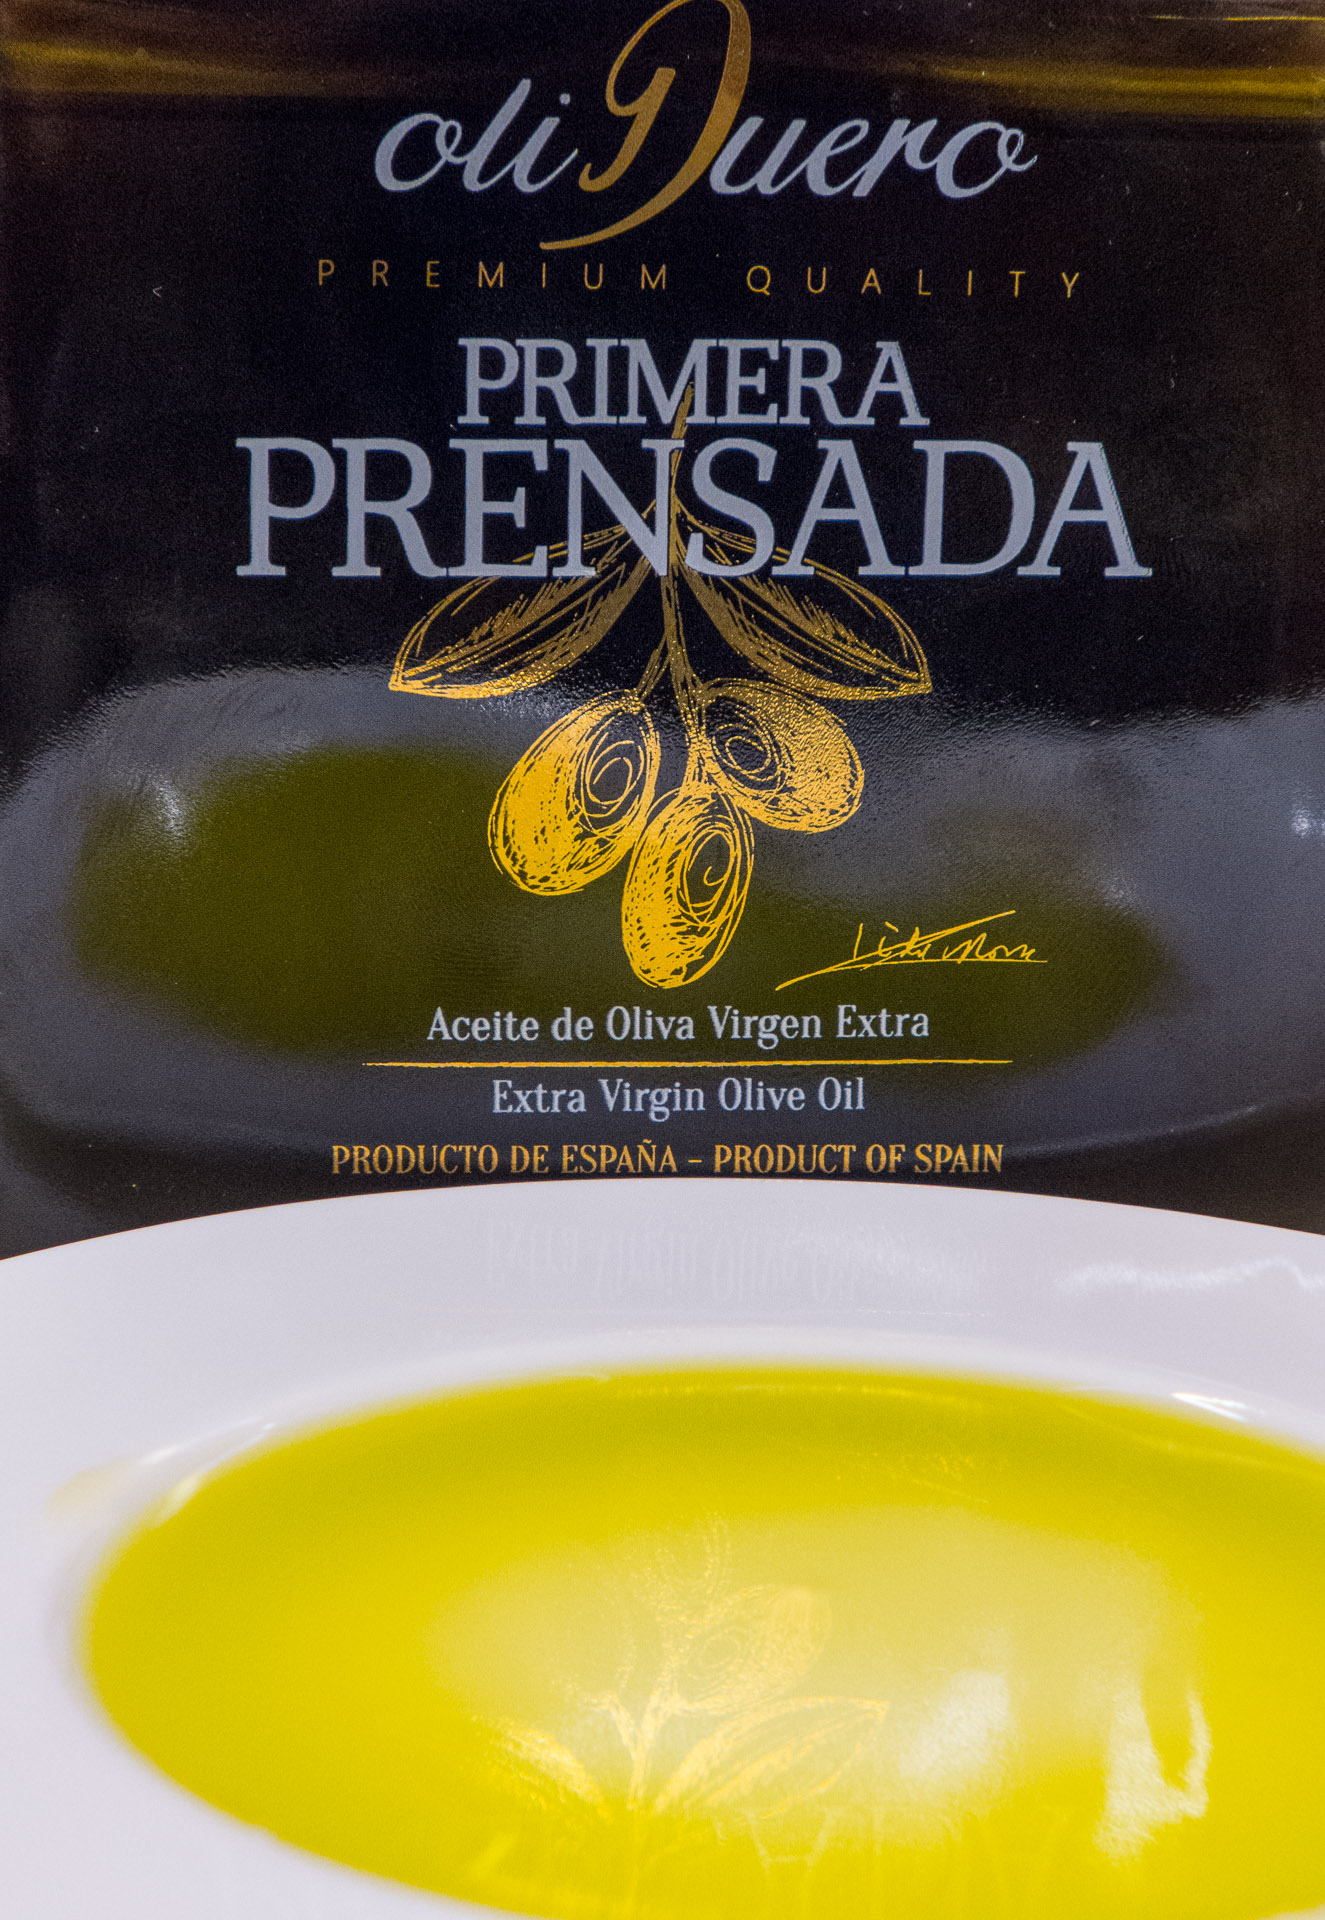 oliDuero
PREMIUM QUALITY
PRIMERA
PRENSADA
Aceite de Oliva Virgen Extra
Extra Virgin Olive Oil
PRODUCTO DE ESPAÑA - PRODUCT OF SPAIN